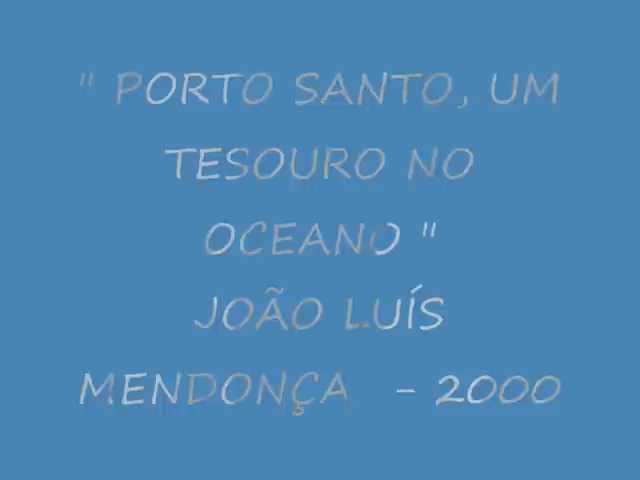 " PORTO SANTO, UM
TESOURO NO
OCEANO "
JOÃO LUÍS
MENDONÇA - 2000